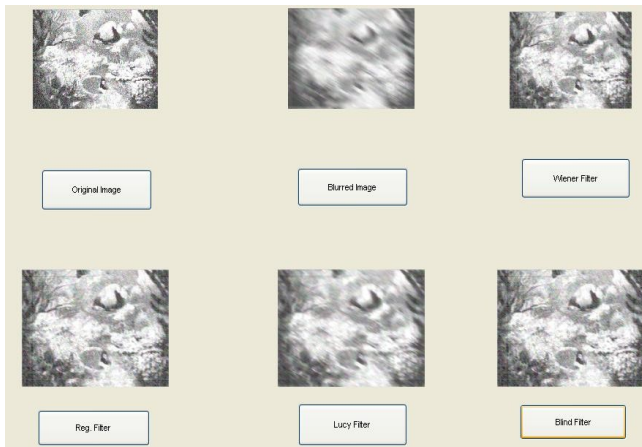 Original Image
Blurred Image
Wiener Filter
Reg. Filter
Lucy Filter
Blind Filter